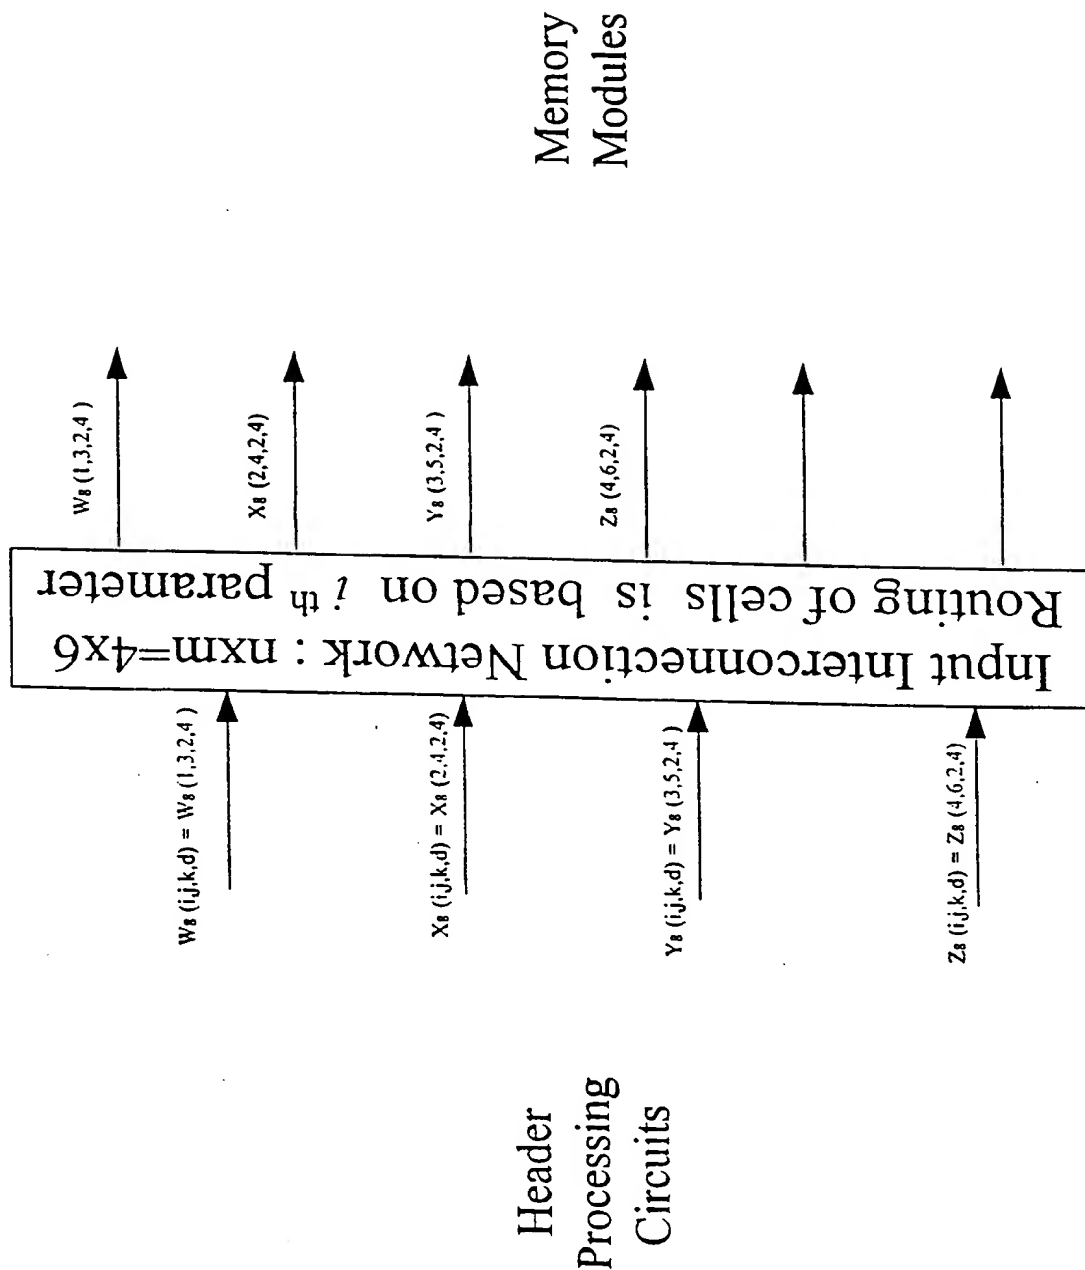 Header
Processing
Circuits
W8 (i,j,k,d) = W8 (1,3,2,4 )
X8 (i,j,k,d) = X8 (2,4,2,4)
Y8 (i,j,k,d) = Y8 (3,5,2,4 )
Z8 (i,j,k,d) = Z8 (4,6,2,4)
Input Interconnection Network : nxm=4x6
Routing of cells is based on i th parameter
W8 (1,3,2,4 )
X8 (2,4,2,4)
Y8 (3,5,2,4 )
Z8 (4,6,2,4)
Memory
Modules